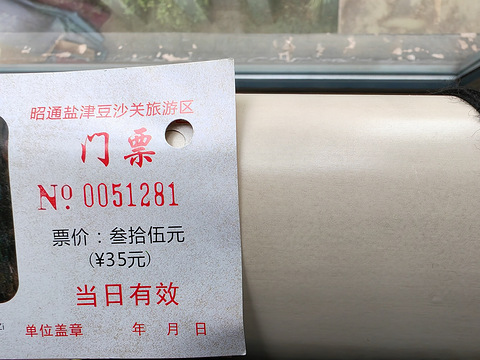 昭通盐津豆沙关旅游区
门票
Nº 0051281
票价：叁拾伍元
(¥35元)
当日有效
单位盖章 年 月 日